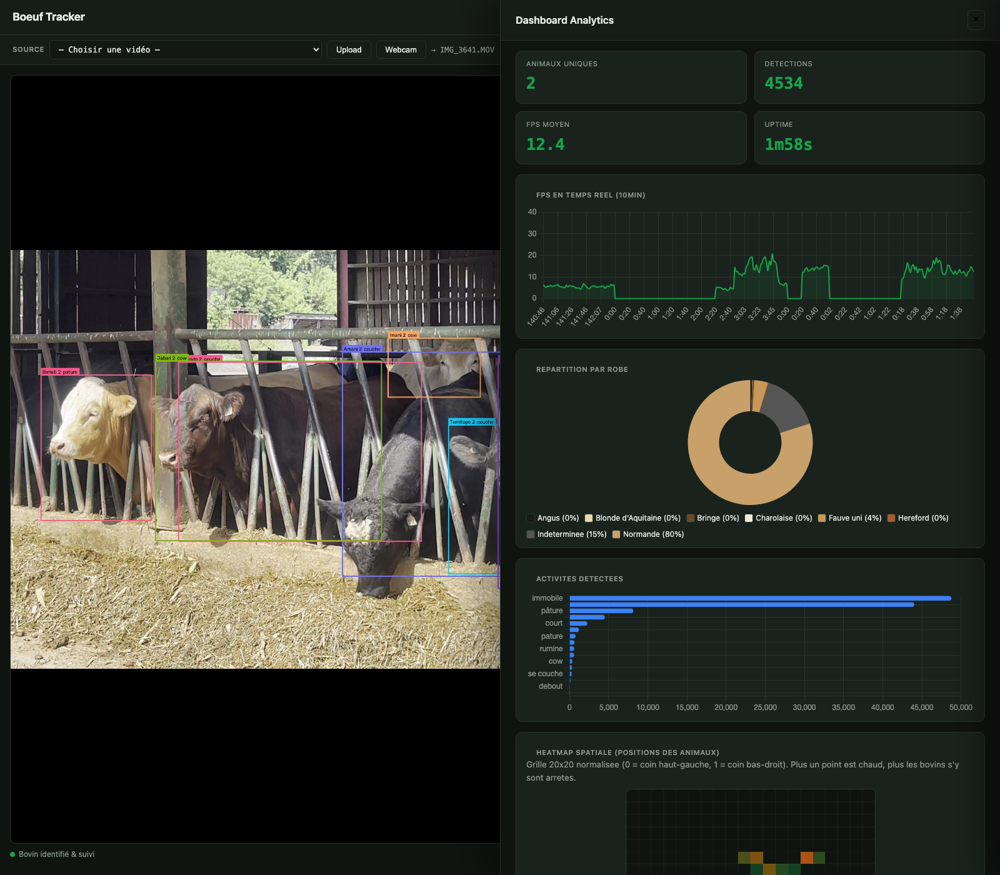 Boeuf Tracker
SOURCE
— Choisir une vidéo —
Upload
Webcam
→ IMG_3641.MOV
Imani 2 cow
Amani 2 couche
Jabari 2 cow
2 couche
Bahati 2 pature
Temitope 2 couche
Bovin identifié & suivi
Dashboard Analytics
×
ANIMAUX UNIQUES
2
DETECTIONS
4534
FPS MOYEN
12.4
UPTIME
1m58s
FPS EN TEMPS REEL (10MIN)
40
30
20
10
0
140:46 141:06 141:26 141:46 142:07 0:00 0:20 0:40 1:00 1:20 1:40 2:00 2:20 2:40 3:03 3:23 3:45 0:00 0:20 0:40 0:02 0:22 0:42 1:02 1:22 0:18 0:38 0:58 1:18 1:38
REPARTITION PAR ROBE
Angus (0%) Blonde d'Aquitaine (0%) Bringe (0%) Charolaise (0%) Fauve uni (4%) Hereford (0%)
Indeterminee (15%) Normande (80%)
ACTIVITES DETECTEES
immobile
pâture
court
pature
rumine
cow
se couche
debout
0 5,000 10,000 15,000 20,000 25,000 30,000 35,000 40,000 45,000 50,000
HEATMAP SPATIALE (POSITIONS DES ANIMAUX)
Grille 20x20 normalisee (0 = coin haut-gauche, 1 = coin bas-droit). Plus un point est chaud, plus les bovins s'y
sont arretes.